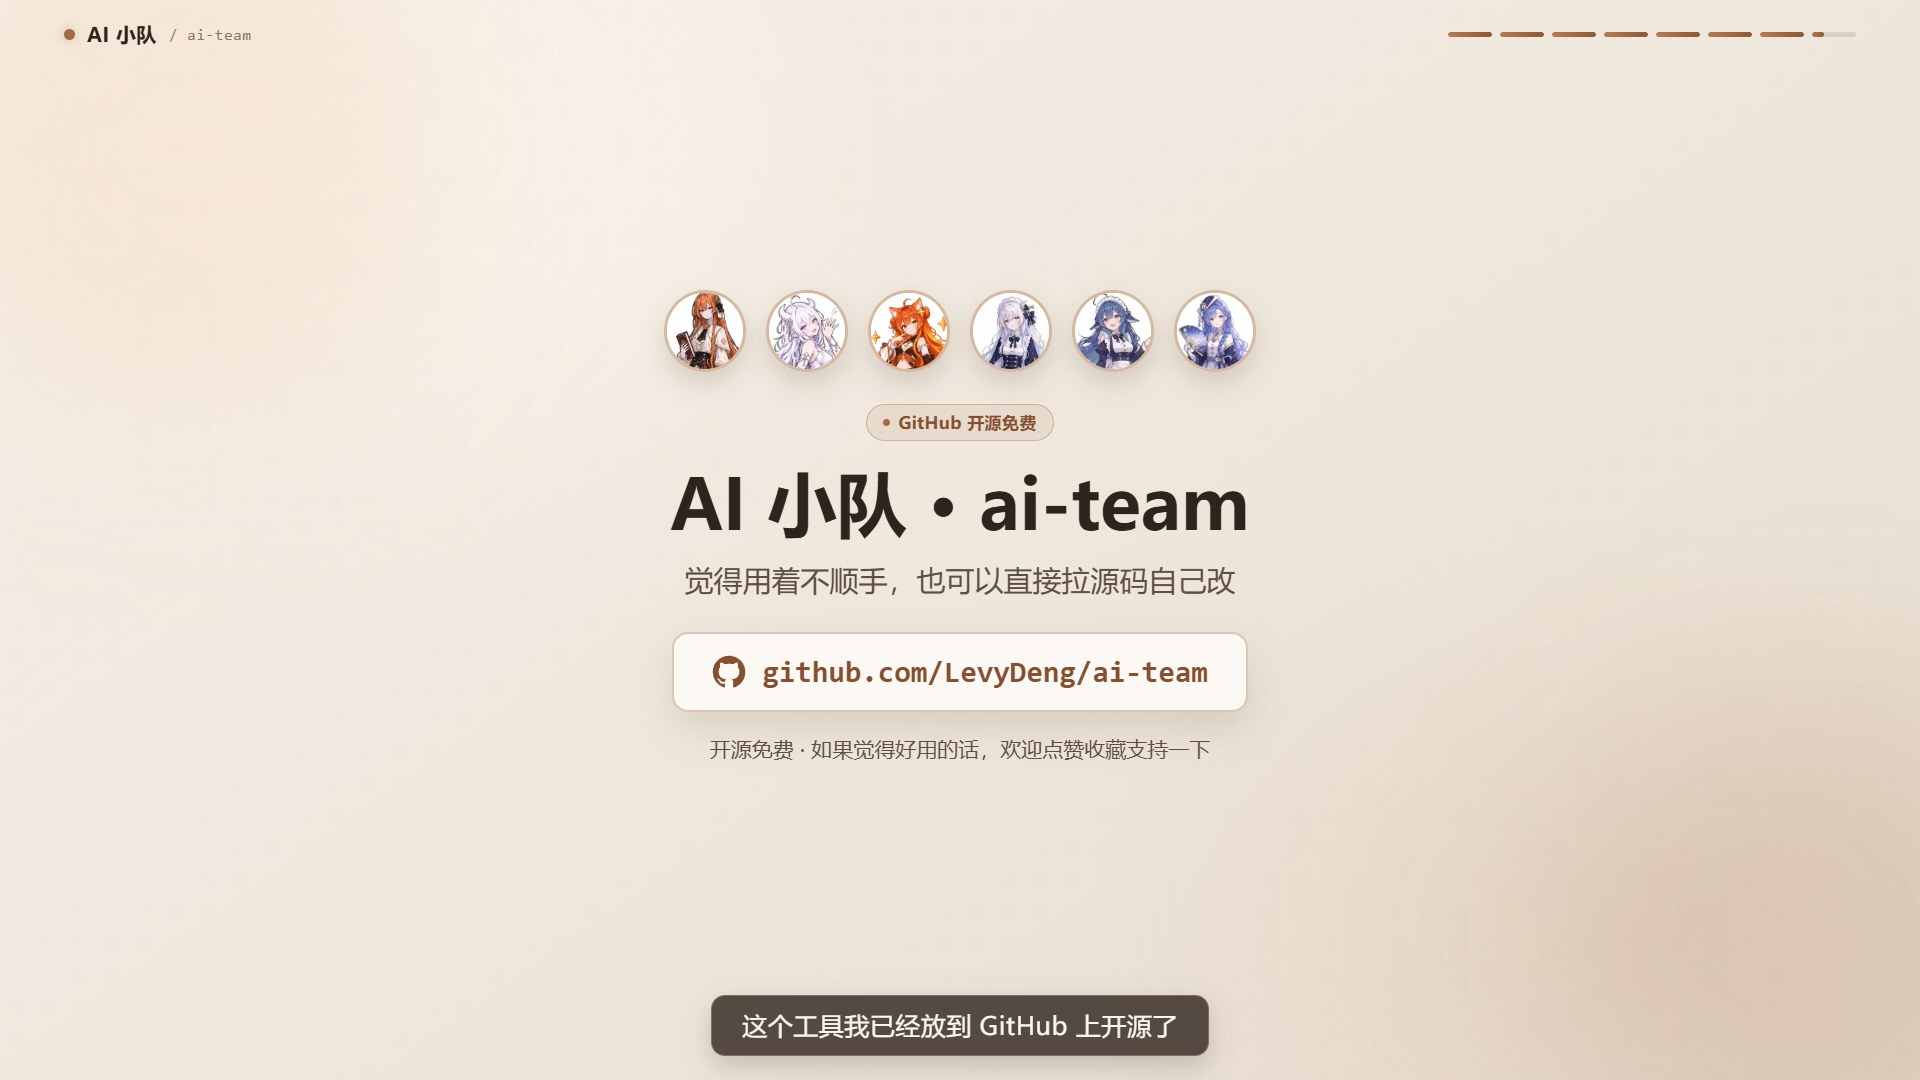 AI 小队 / ai-team
GitHub 开源免费
AI 小队 · ai-team
觉得用着不顺手，也可以直接拉源码自己改
github.com/LevyDeng/ai-team
开源免费 · 如果觉得好用的话，欢迎点赞收藏支持一下
这个工具我已经放到 GitHub 上开源了